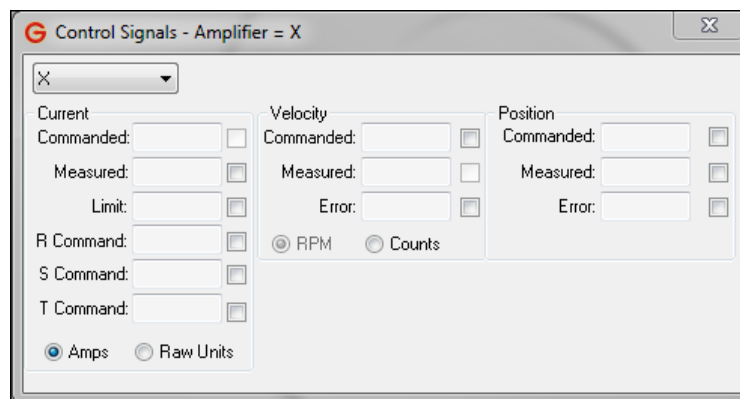 G Control Signals - Amplifier = X
X
Current
Commanded:
Measured:
Limit:
R Command:
S Command:
T Command:
Amps Raw Units
Velocity
Commanded:
Measured:
Error:
RPM Counts
Position
Commanded:
Measured:
Error: